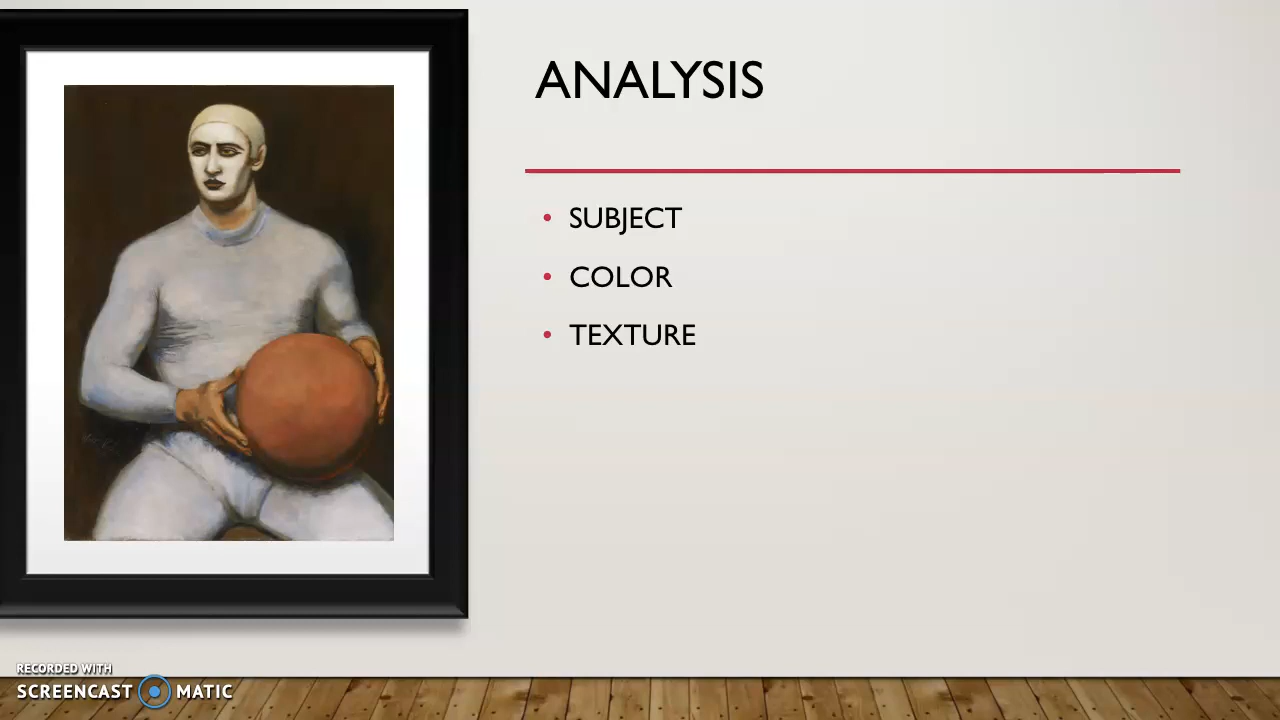 ANALYSIS
SUBJECT
COLOR
TEXTURE
RECORDED WITH
SCREENCAST MATIC